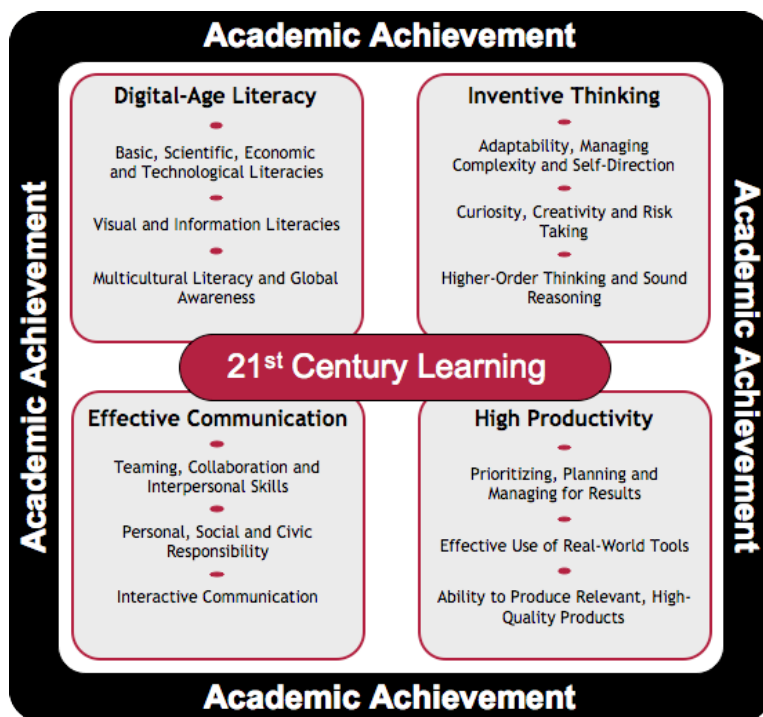 Academic Achievement
Academic Achievement
Digital-Age Literacy
Basic, Scientific, Economic
and Technological Literacies
Visual and Information Literacies
Multicultural Literacy and Global
Awareness
Inventive Thinking
Adaptability, Managing
Complexity and Self-Direction
Curiosity, Creativity and Risk
Taking
Higher-Order Thinking and Sound
Reasoning
21st Century Learning
Effective Communication
Teaming, Collaboration and
Interpersonal Skills
Personal, Social and Civic
Responsibility
Interactive Communication
High Productivity
Prioritizing, Planning and
Managing for Results
Effective Use of Real-World Tools
Ability to Produce Relevant, High-
Quality Products
Academic Achievement
Academic Achievement